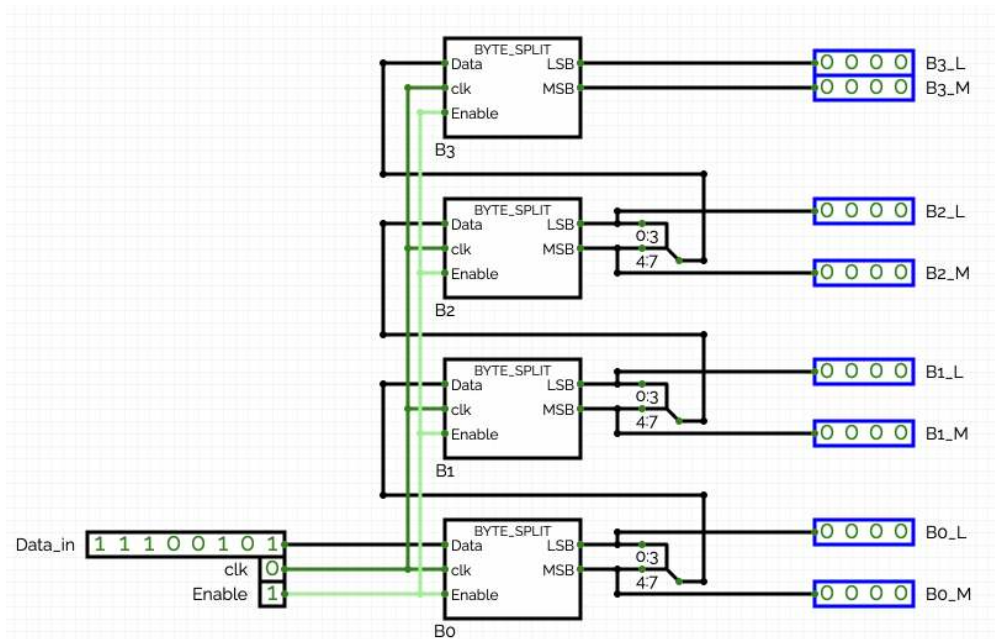 BYTE_SPLIT
Data LSB 0 0 0 0 B3_L
clk MSB 0 0 0 0 B3_M
Enable
B3
BYTE_SPLIT
0 0 0 0 B2_L
Data LSB
0:3
clk MSB
4:7
Enable 0 0 0 0 B2_M
B2
BYTE_SPLIT
0 0 0 0 B1_L
Data LSB
0:3
clk MSB
4:7
Enable 0 0 0 0 B1_M
B1
BYTE_SPLIT
0 0 0 0 B0_L
Data_in 1 1 1 0 0 1 0 1 Data LSB
0:3
clk 0 clk MSB
4:7
Enable 1 Enable 0 0 0 0 B0_M
B0